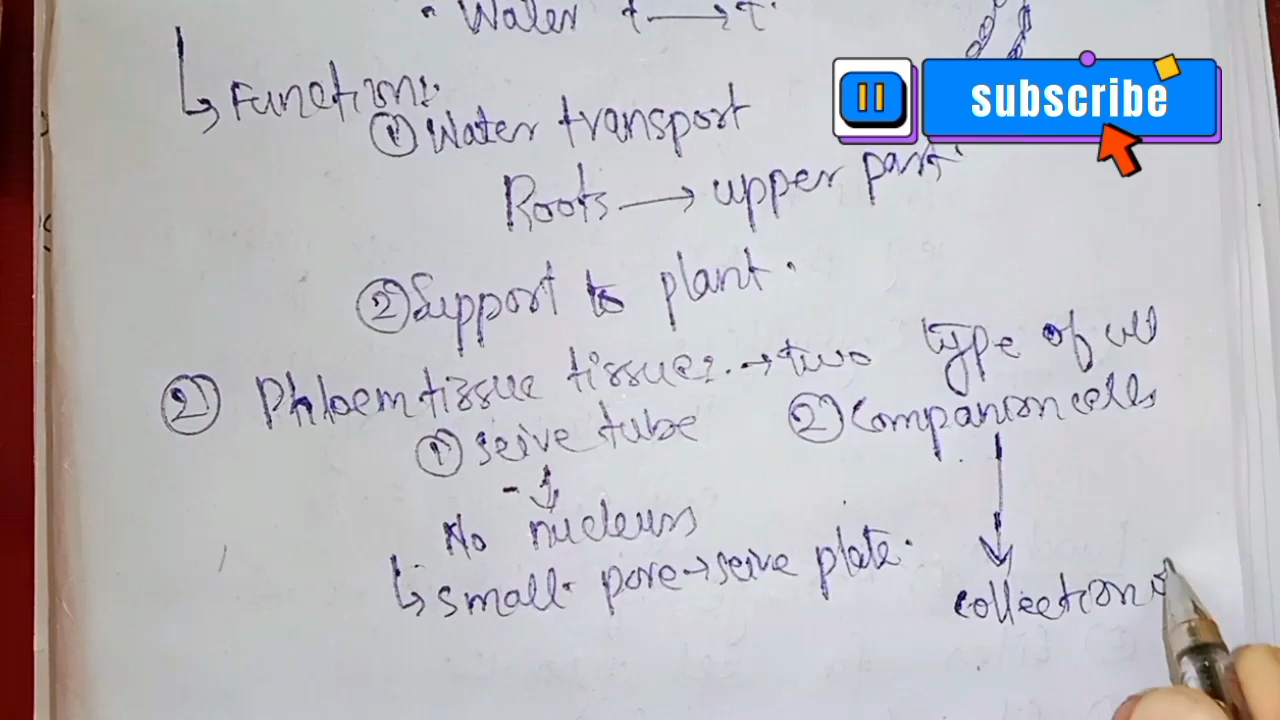 • Water t → t.
↳ Functions
① Water transport
Roots → upper part.
② Support to plant.
② Phloem tissue tissue: → two type of cell
① Seive tube ② Companion cells
No nucleus
↳ small. pore → seive plate.
collection
subscribe